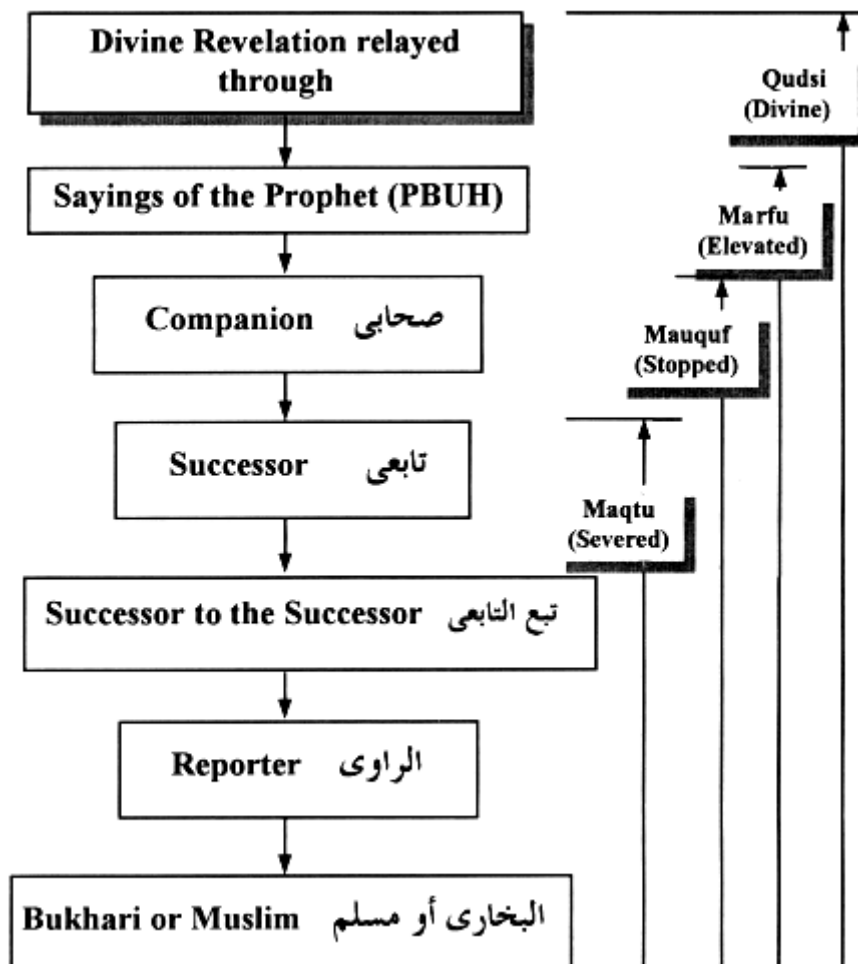 Divine Revelation relayed
through
Qudsi
(Divine)
Sayings of the Prophet (PBUH)
Marfu
(Elevated)
Companion صحابى
Mauquf
(Stopped)
Successor تابعى
Maqtu
(Severed)
Successor to the Successor تبع التابعى
Reporter الراوى
Bukhari or Muslim البخارى أو مسلم